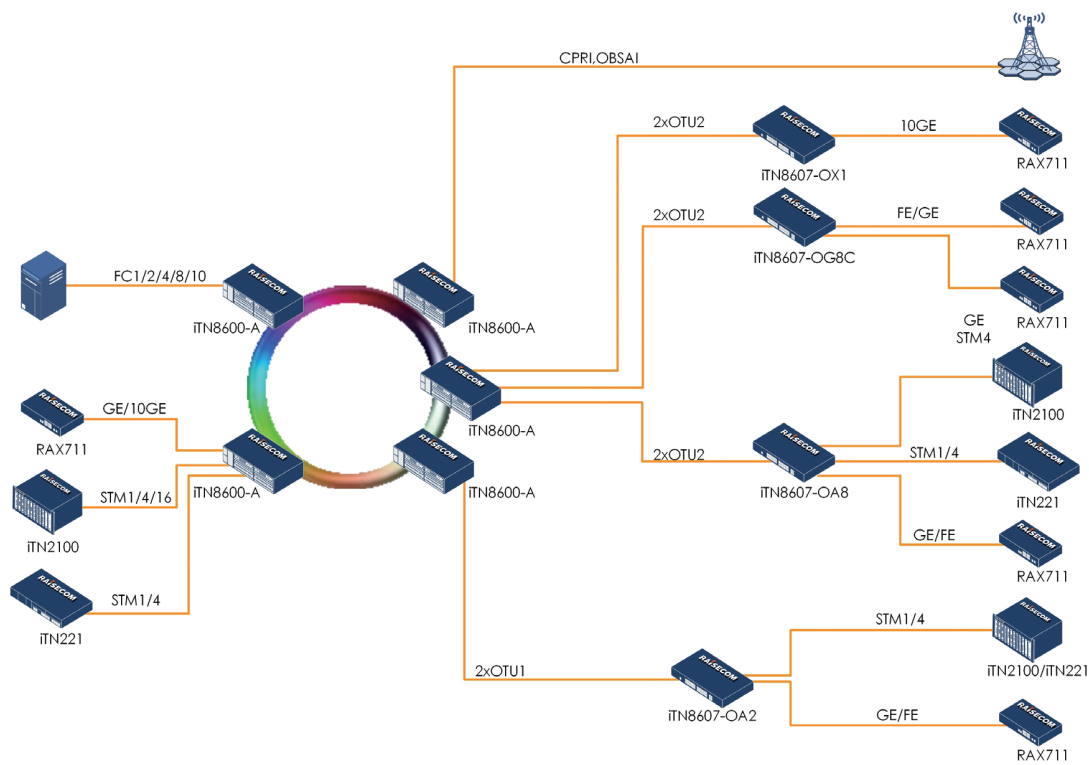 CPRI,OBSAI
2xOTU2
RAiSECOM
10GE
RAiSECOM
iTN8607-OX1
RAX711
2xOTU2
RAiSECOM
FE/GE
RAiSECOM
iTN8607-OG8C
RAX711
FC1/2/4/8/10
RAiSECOM
RAiSECOM
RAiSECOM
iTN8600-A
iTN8600-A
RAX711
GE
STM4
RAiSECOM
RAiSECOM
iTN8600-A
iTN2100
RAiSECOM
GE/10GE
RAX711
RAiSECOM
RAiSECOM
2xOTU2
RAiSECOM
STM1/4
RAiSECOM
iTN8600-A
iTN8600-A
iTN8607-OA8
iTN221
RAiSECOM
STM1/4/16
iTN2100
GE/FE
RAiSECOM
RAX711
RAiSECOM
STM1/4
iTN221
STM1/4
RAiSECOM
iTN2100/iTN221
2xOTU1
RAiSECOM
iTN8607-OA2
GE/FE
RAiSECOM
RAX711